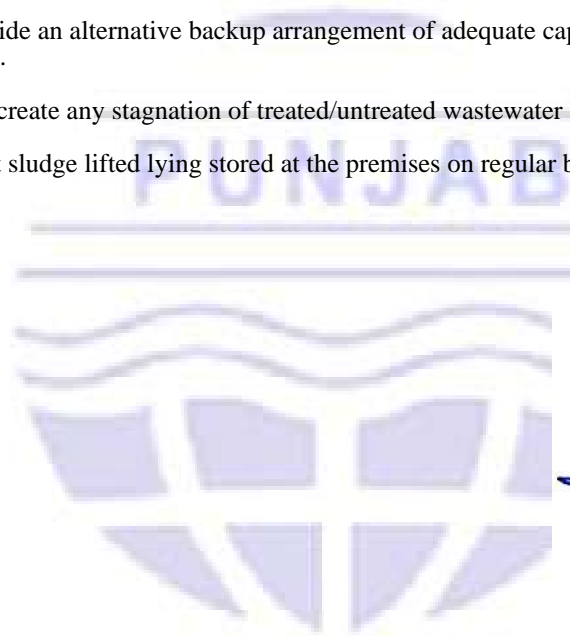 ide an alternative backup arrangement of adequate cap
.
create any stagnation of treated/untreated wastewater
sludge lifted lying stored at the premises on regular b
PUNJAB